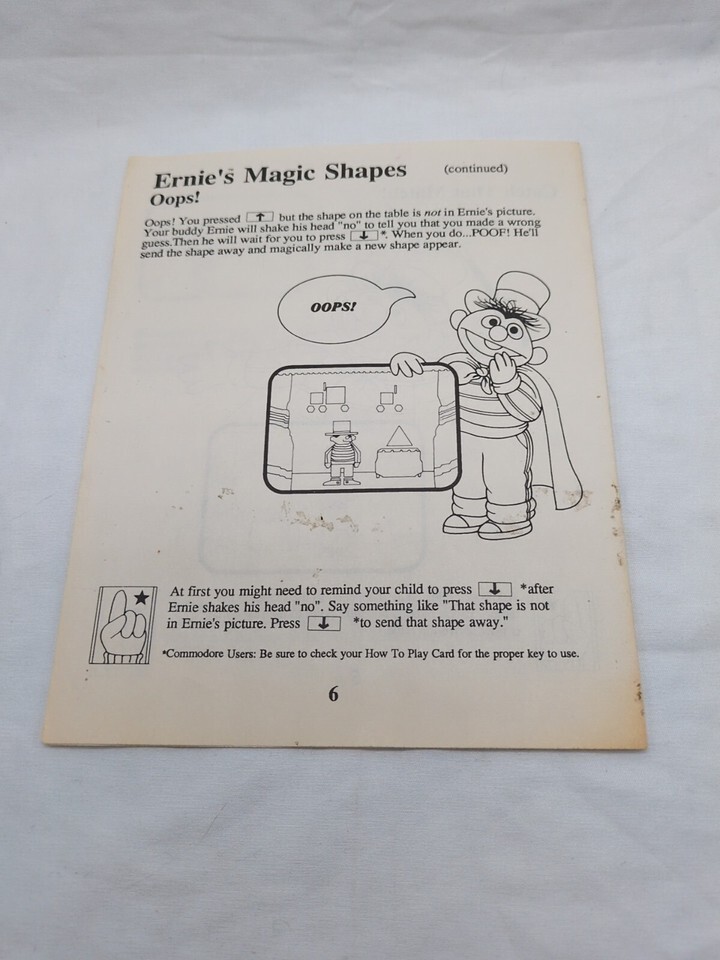 Ernie's Magic Shapes (continued)
Oops!
Oops! You pressed ↑ but the shape on the table is not in Ernie's picture.
Your buddy Ernie will shake his head "no" to tell you that you made a wrong
guess.Then he will wait for you to press ↓ *. When you do...POOF! He'll
send the shape away and magically make a new shape appear.
OOPS!
At first you might need to remind your child to press ↓ *after
Ernie shakes his head "no". Say something like "That shape is not
in Ernie's picture. Press ↓ *to send that shape away."
*Commodore Users: Be sure to check your How To Play Card for the proper key to use.
6